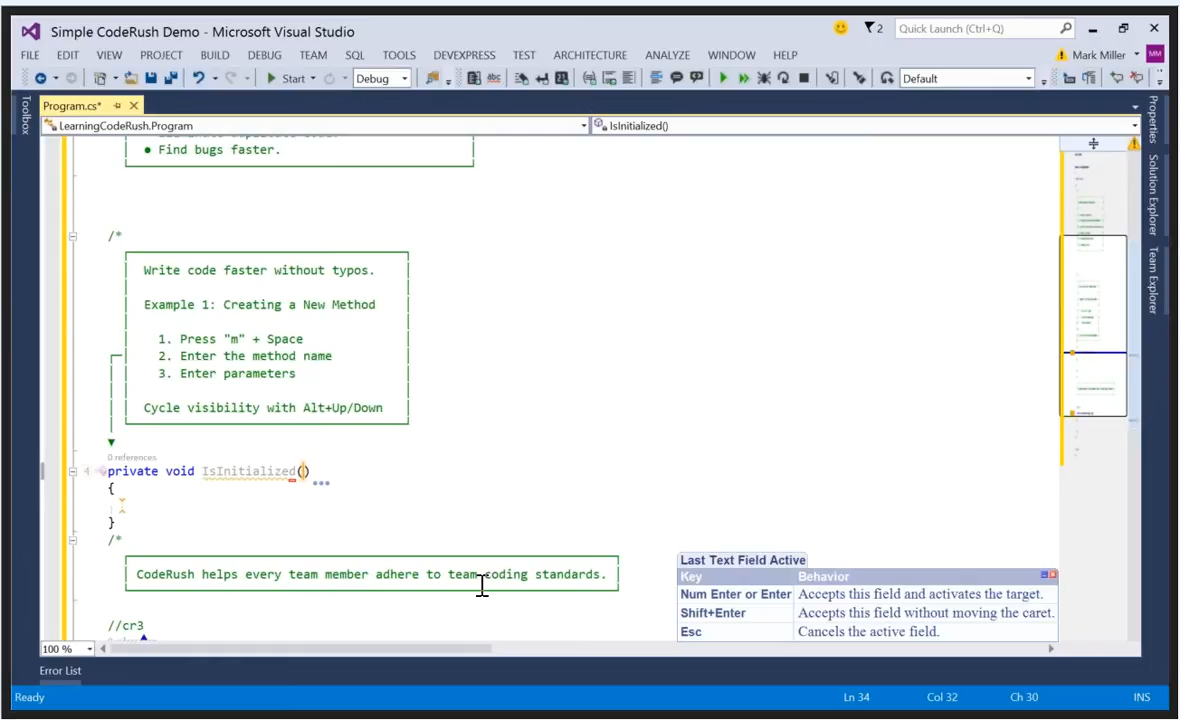 Simple CodeRush Demo - Microsoft Visual Studio
2
Quick Launch (Ctrl+Q)
FILE EDIT VIEW PROJECT BUILD DEBUG TEAM SQL TOOLS DEVEXPRESS TEST ARCHITECTURE ANALYZE WINDOW HELP
Mark Miller
MM
Start
Debug
Default
Toolbox
Program.cs*
LearningCodeRush.Program
IsInitialized()
Properties
Solution Explorer
Team Explorer
• Find bugs faster.
/*
Write code faster without typos.
Example 1: Creating a New Method
1. Press "m" + Space
2. Enter the method name
3. Enter parameters
Cycle visibility with Alt+Up/Down
0 references
4
private void IsInitialized()
{
}
/*
CodeRush helps every team member adhere to team coding standards.
//cr3
Last Text Field Active
Key Behavior
Num Enter or Enter Accepts this field and activates the target.
Shift+Enter Accepts this field without moving the caret.
Esc Cancels the active field.
100 %
Error List
Ready
Ln 34
Col 32
Ch 30
INS